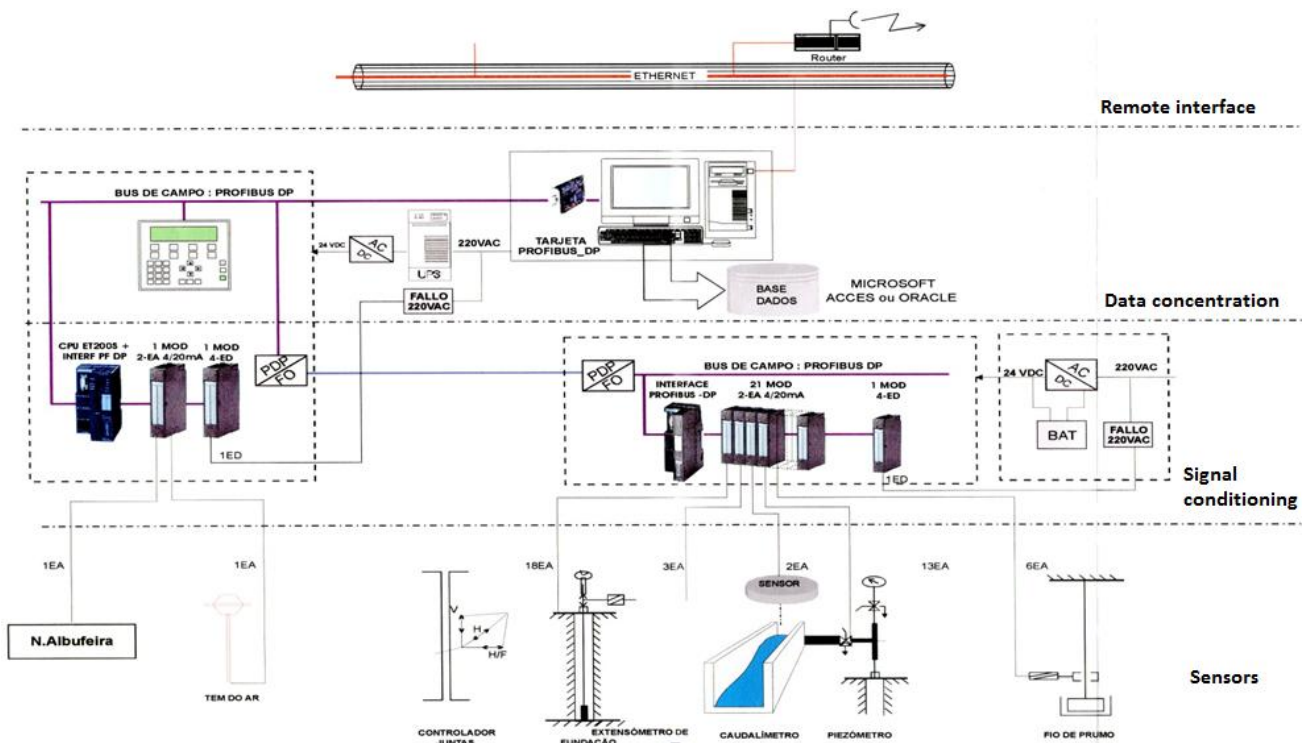 Router
ETHERNET
Remote interface
BUS DE CAMPO : PROFIBUS DP
24 VDC
AC
DC
UPS
220VAC
TARJETA
PROFIBUS_DP
FALLO
220VAC
BASE
DADOS
MICROSOFT
ACCES ou ORACLE
Data concentration
CPU ET200S +
INTERF PF DP
1 MOD
2-EA 4/20mA
1 MOD
4-ED
PDP
FO
1ED
PDP
FO
BUS DE CAMPO : PROFIBUS DP
INTERFACE
PROFIBUS -DP
21 MOD
2-EA 4/20mA
1 MOD
4-ED
1ED
24 VDC
AC
DC
220VAC
BAT
FALLO
220VAC
Signal
conditioning
1EA
1EA
18EA
3EA
2EA
13EA
6EA
N.Albufeira
TEM DO AR
V
H
H/F
SENSOR
Sensors
CONTROLADOR
JUNTAS
EXTENSÓMETRO DE
FUNDAÇÃO
CAUDALÍMETRO
PIEZÓMETRO
FIO DE PRUMO